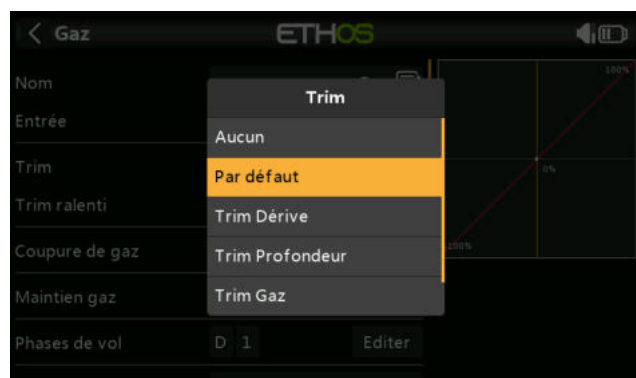 Gaz
ETHOS
Nom
Entrée
Trim
Trim ralenti
Coupure de gaz
Maintien gaz
Phases de vol
D 1
Editer
Trim
Aucun
Par défaut
Trim Dérive
Trim Profondeur
Trim Gaz
100%
0%
-100%